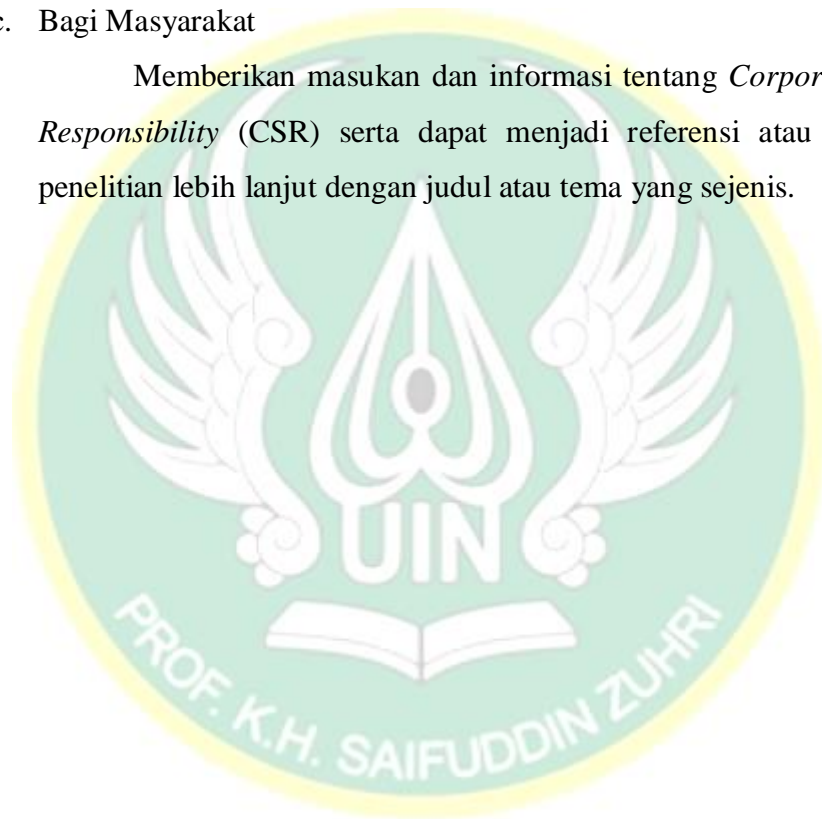 c. Bagi Masyarakat
Memberikan masukan dan informasi tentang Corpor
Responsibility (CSR) serta dapat menjadi referensi atau
penelitian lebih lanjut dengan judul atau tema yang sejenis.
UIN
PROF. K.H. SAIFUDDIN ZUHRI